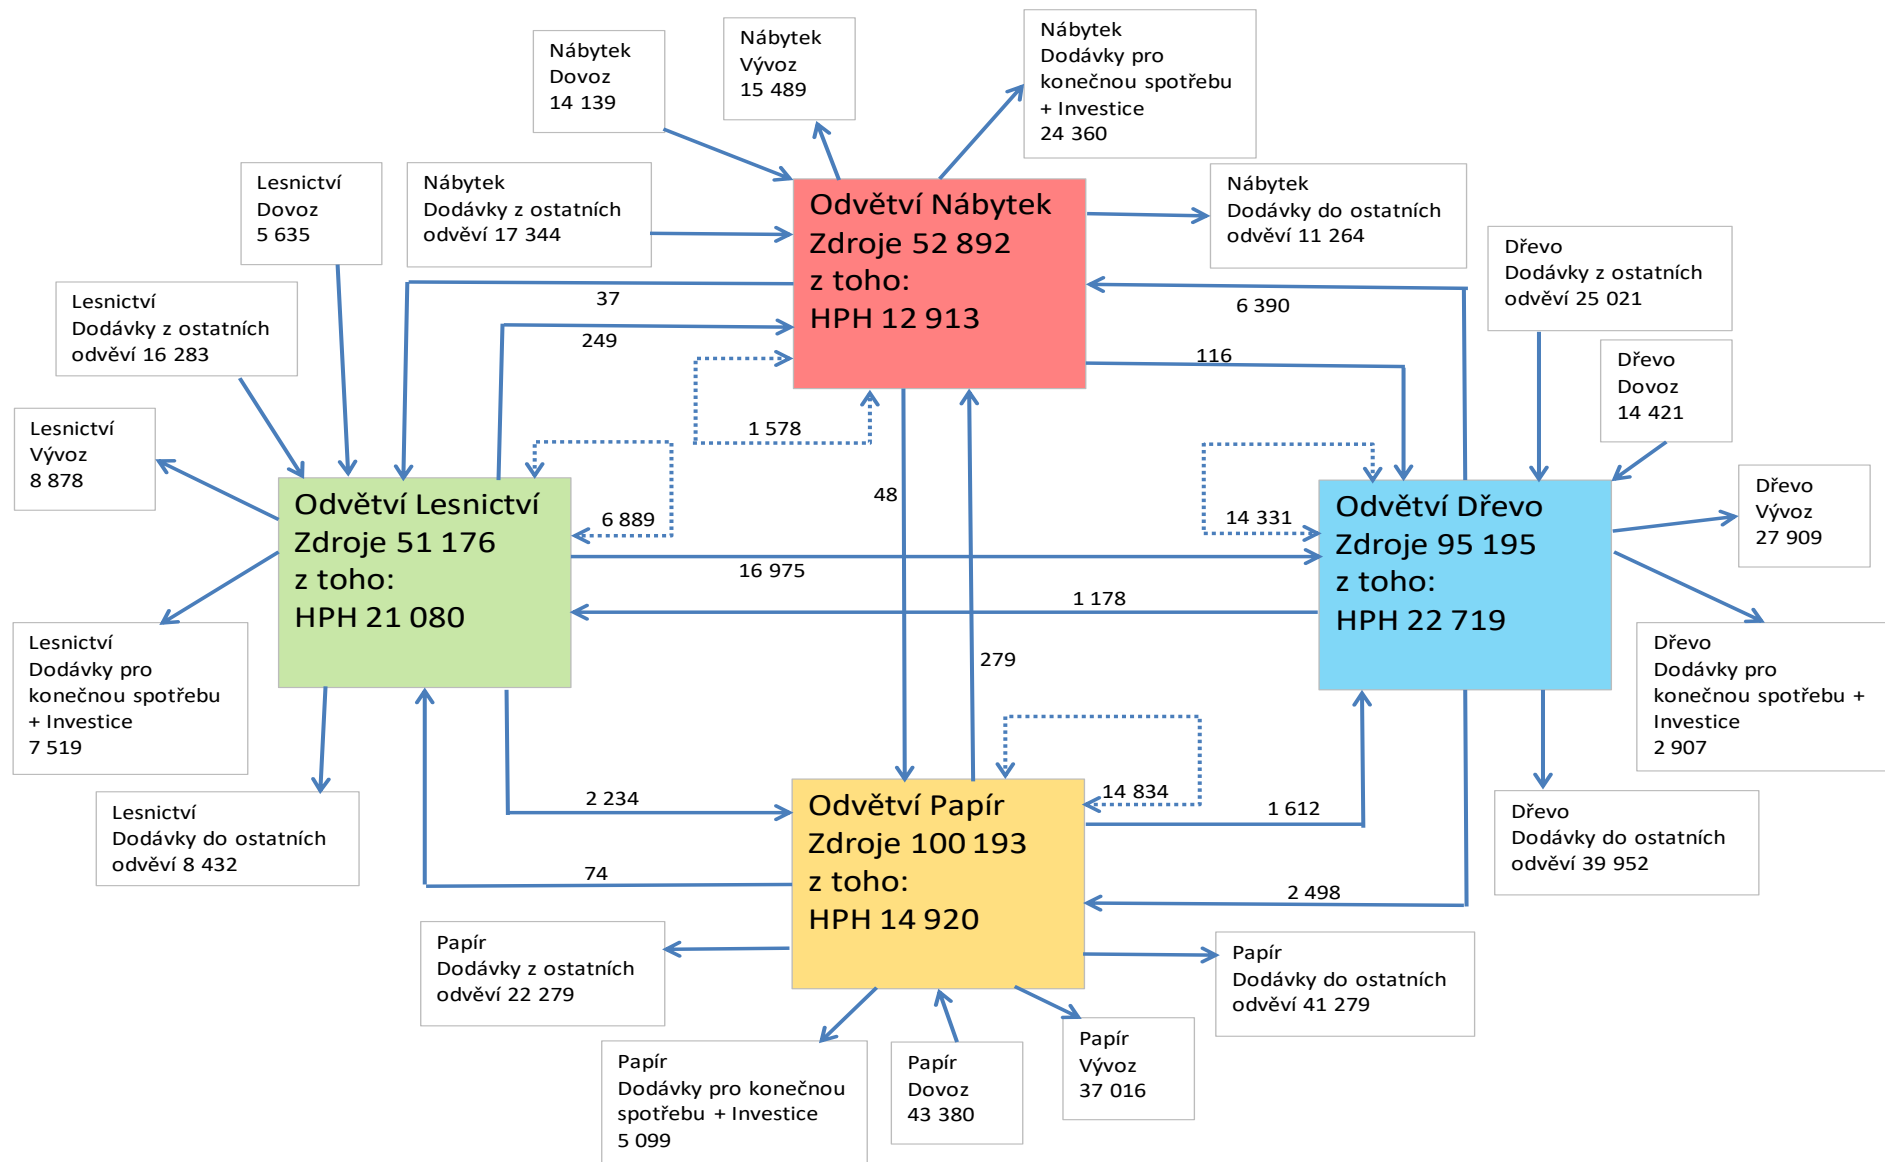 Nábytek
Dovoz
14 139
Nábytek
Vývoz
15 489
Nábytek
Dodávky pro
konečnou spotřebu
+ Investice
24 360
Lesnictví
Dovoz
5 635
Nábytek
Dodávky z ostatních
odvěví 17 344
Odvětví Nábytek
Zdroje 52 892
z toho:
HPH 12 913
Nábytek
Dodávky do ostatních
odvěví 11 264
Dřevo
Dodávky z ostatních
odvěví 25 021
Lesnictví
Dodávky z ostatních
odvěví 16 283
37
249
6 390
116
Dřevo
Dovoz
14 421
1 578
Lesnictví
Vývoz
8 878
Odvětví Lesnictví
Zdroje 51 176
z toho:
HPH 21 080
6 889
48
14 331
Odvětví Dřevo
Zdroje 95 195
z toho:
HPH 22 719
Dřevo
Vývoz
27 909
16 975
1 178
279
Lesnictví
Dodávky pro
konečnou spotřebu
+ Investice
7 519
Dřevo
Dodávky pro
konečnou spotřebu +
Investice
2 907
Lesnictví
Dodávky do ostatních
odvěví 8 432
2 234
74
Odvětví Papír
Zdroje 100 193
z toho:
HPH 14 920
14 834
1 612
2 498
Dřevo
Dodávky do ostatních
odvěví 39 952
Papír
Dodávky z ostatních
odvěví 22 279
Papír
Dodávky do ostatních
odvěví 41 279
Papír
Dodávky pro konečnou
spotřebu + Investice
5 099
Papír
Dovoz
43 380
Papír
Vývoz
37 016